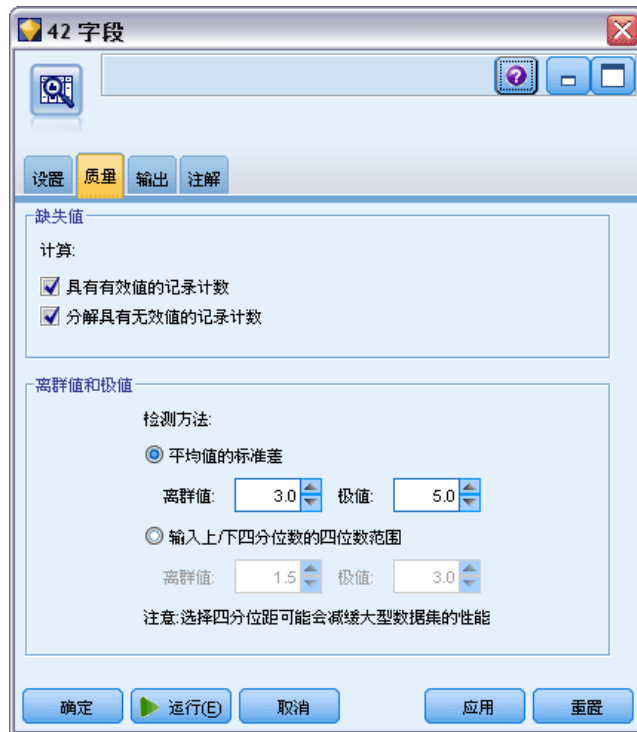 42 字段
设置 质量 输出 注解
缺失值
计算:
具有有效值的记录计数
分解具有无效值的记录计数
离群值和极值
检测方法:
平均值的标准差
离群值: 3.0 极值: 5.0
输入上/下四分位数的四位数范围
离群值: 1.5 极值: 3.0
注意:选择四分位距可能会减缓大型数据集的性能
确定 运行(E) 取消 应用 重置